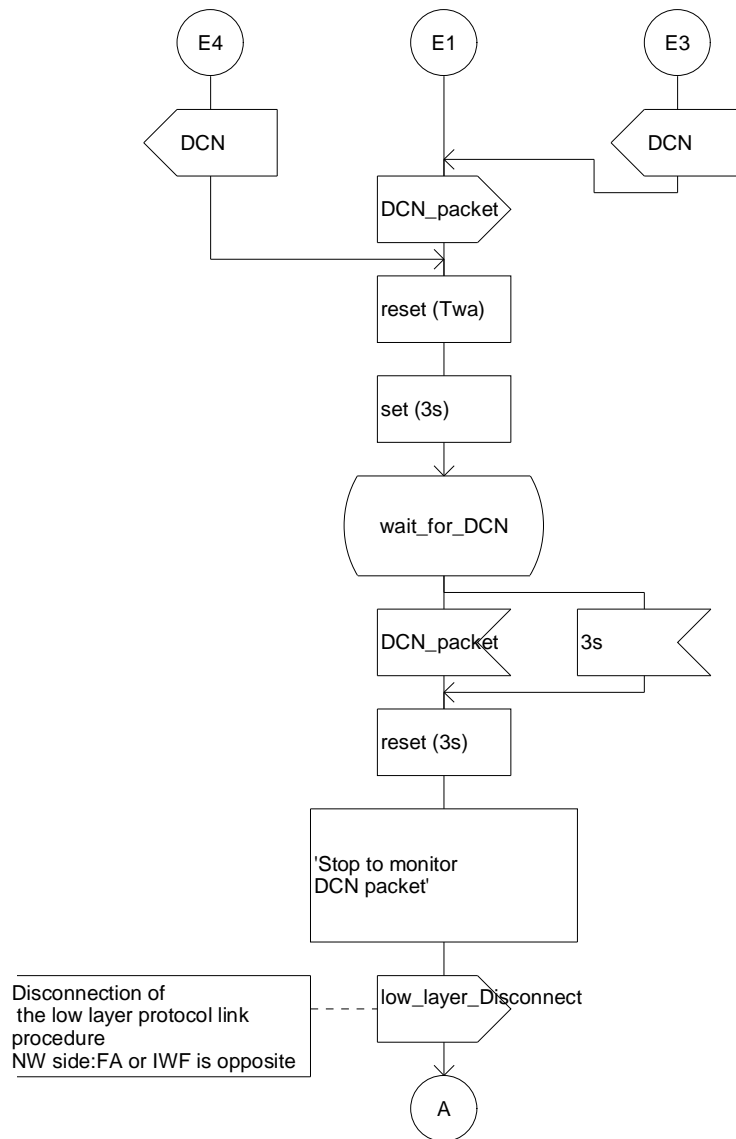 E4
E1
E3
DCN
DCN
DCN_packet
reset (Twa)
set (3s)
wait_for_DCN
DCN_packet
3s
reset (3s)
'Stop to monitor
DCN packet'
low_layer_Disconnect
Disconnection of
the low layer protocol link
procedure
NW side:FA or IWF is opposite
A